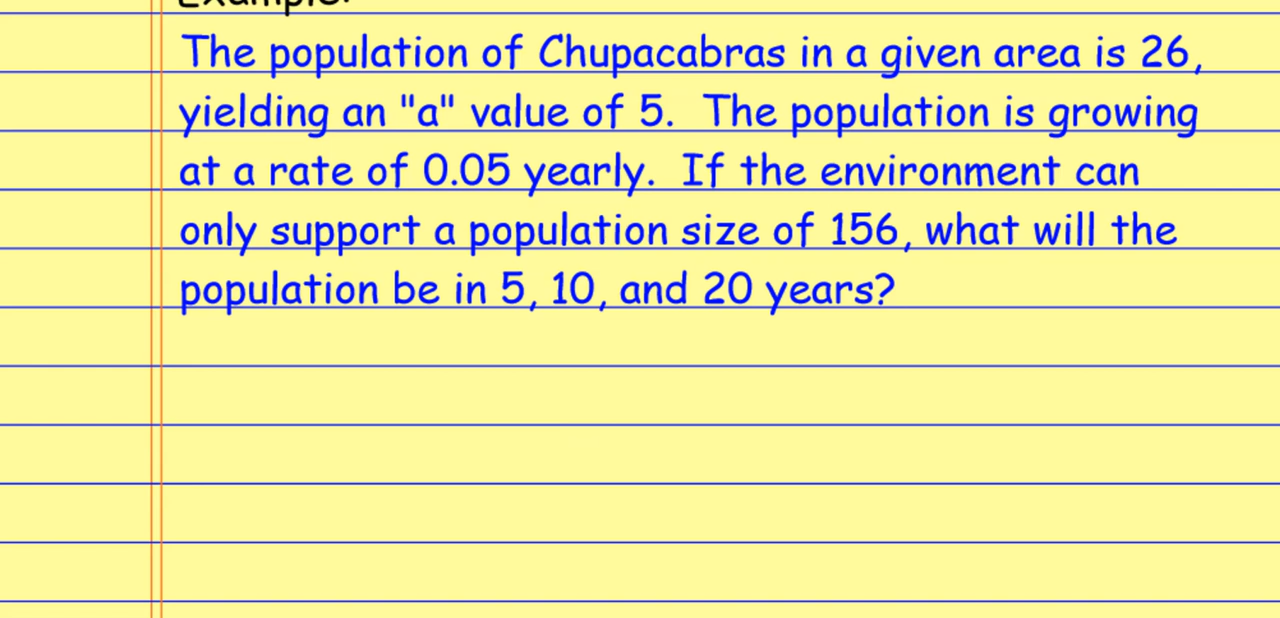 Example:
The population of Chupacabras in a given area is 26,
yielding an "a" value of 5. The population is growing
at a rate of 0.05 yearly. If the environment can
only support a population size of 156, what will the
population be in 5, 10, and 20 years?